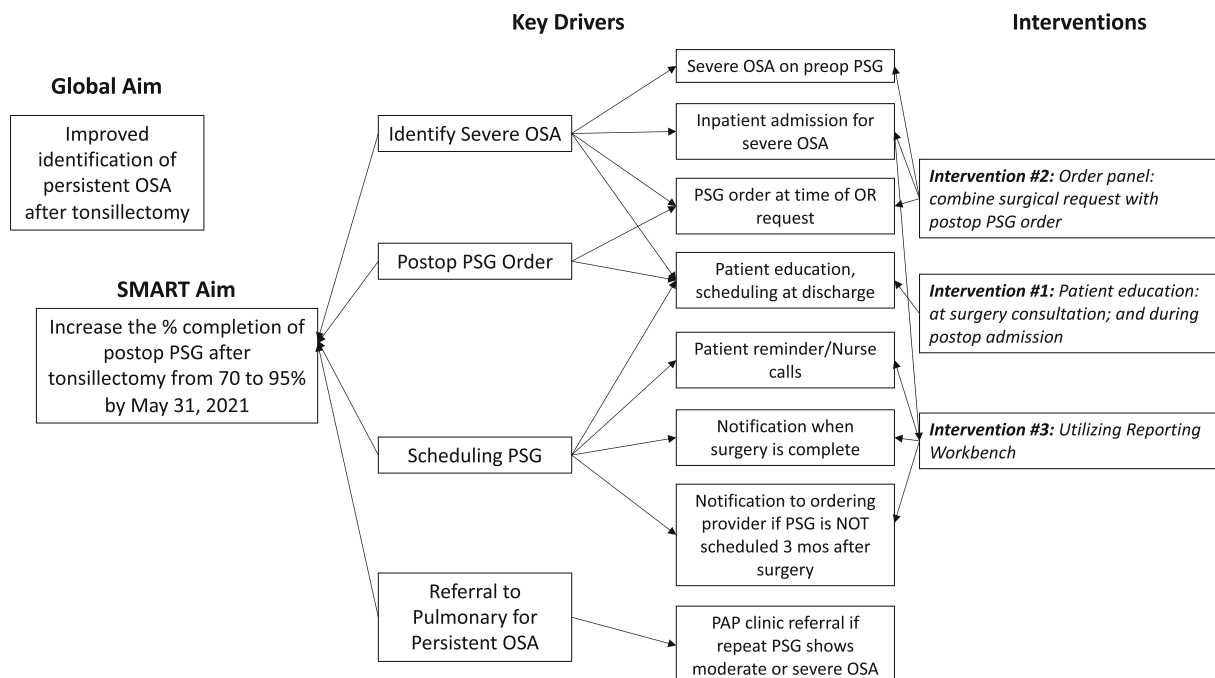 Key Drivers
Interventions
Global Aim
Improved
identification of
persistent OSA
after tonsillectomy
SMART Aim
Increase the % completion of
postop PSG after
tonsillectomy from 70 to 95%
by May 31, 2021
Identify Severe OSA
Postop PSG Order
Scheduling PSG
Referral to
Pulmonary for
Persistent OSA
Severe OSA on preop PSG
Inpatient admission for
severe OSA
PSG order at time of OR
request
Patient education,
scheduling at discharge
Patient reminder/Nurse
calls
Notification when
surgery is complete
Notification to ordering
provider if PSG is NOT
scheduled 3 mos after
surgery
PAP clinic referral if
repeat PSG shows
moderate or severe OSA
Intervention #2: Order panel:
combine surgical request with
postop PSG order
Intervention #1: Patient education:
at surgery consultation; and during
postop admission
Intervention #3: Utilizing Reporting
Workbench